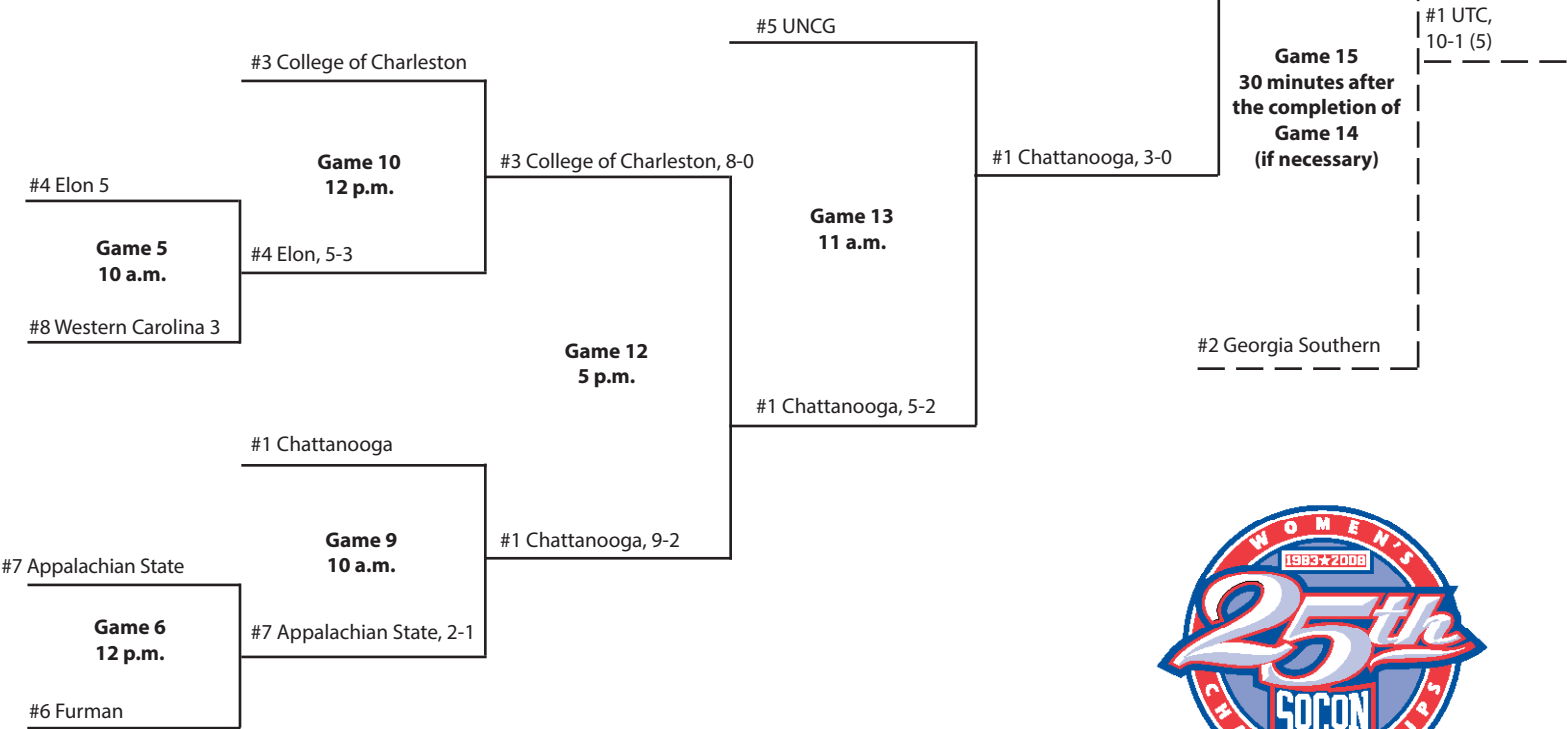 #5 UNCG
#1 UTC,
10-1 (5)
#3 College of Charleston
Game 15
30 minutes after
the completion of
Game 14
(if necessary)
Game 10
12 p.m.
#3 College of Charleston, 8-0
#1 Chattanooga, 3-0
#4 Elon 5
Game 13
11 a.m.
Game 5
10 a.m.
#4 Elon, 5-3
#8 Western Carolina 3
Game 12
5 p.m.
#2 Georgia Southern
#1 Chattanooga, 5-2
#1 Chattanooga
Game 9
10 a.m.
#1 Chattanooga, 9-2
#7 Appalachian State
Game 6
12 p.m.
#7 Appalachian State, 2-1
#6 Furman
WOMEN'S
1983★2008
25th
SOCON